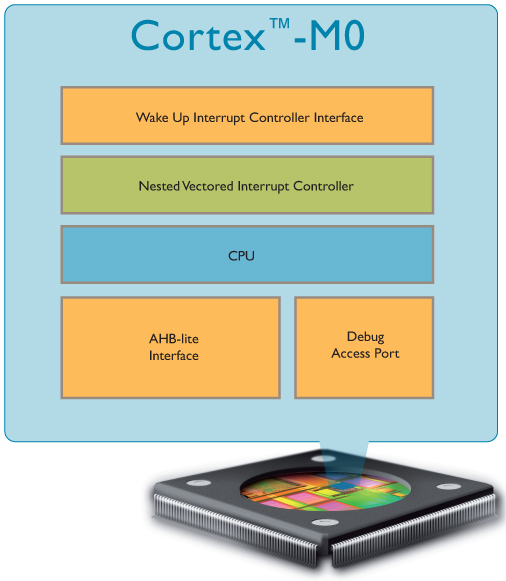 Cortex™-M0
Wake Up Interrupt Controller Interface
Nested Vectored Interrupt Controller
CPU
AHB-lite
Interface
Debug
Access Port